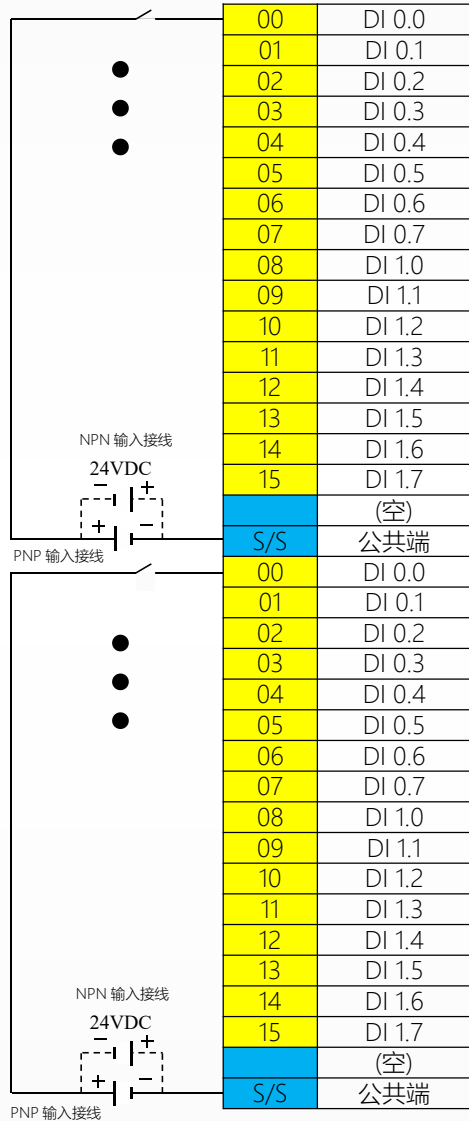 00 DI 0.0
01 DI 0.1
02 DI 0.2
03 DI 0.3
04 DI 0.4
05 DI 0.5
06 DI 0.6
07 DI 0.7
08 DI 1.0
09 DI 1.1
10 DI 1.2
11 DI 1.3
12 DI 1.4
13 DI 1.5
NPN 输入接线
14 DI 1.6
24VDC
15 DI 1.7
− +
(空)
+ −
S/S 公共端
PNP 输入接线
00 DI 0.0
01 DI 0.1
02 DI 0.2
03 DI 0.3
04 DI 0.4
05 DI 0.5
06 DI 0.6
07 DI 0.7
08 DI 1.0
09 DI 1.1
10 DI 1.2
11 DI 1.3
12 DI 1.4
13 DI 1.5
NPN 输入接线
14 DI 1.6
24VDC
15 DI 1.7
− +
(空)
+ −
S/S 公共端
PNP 输入接线